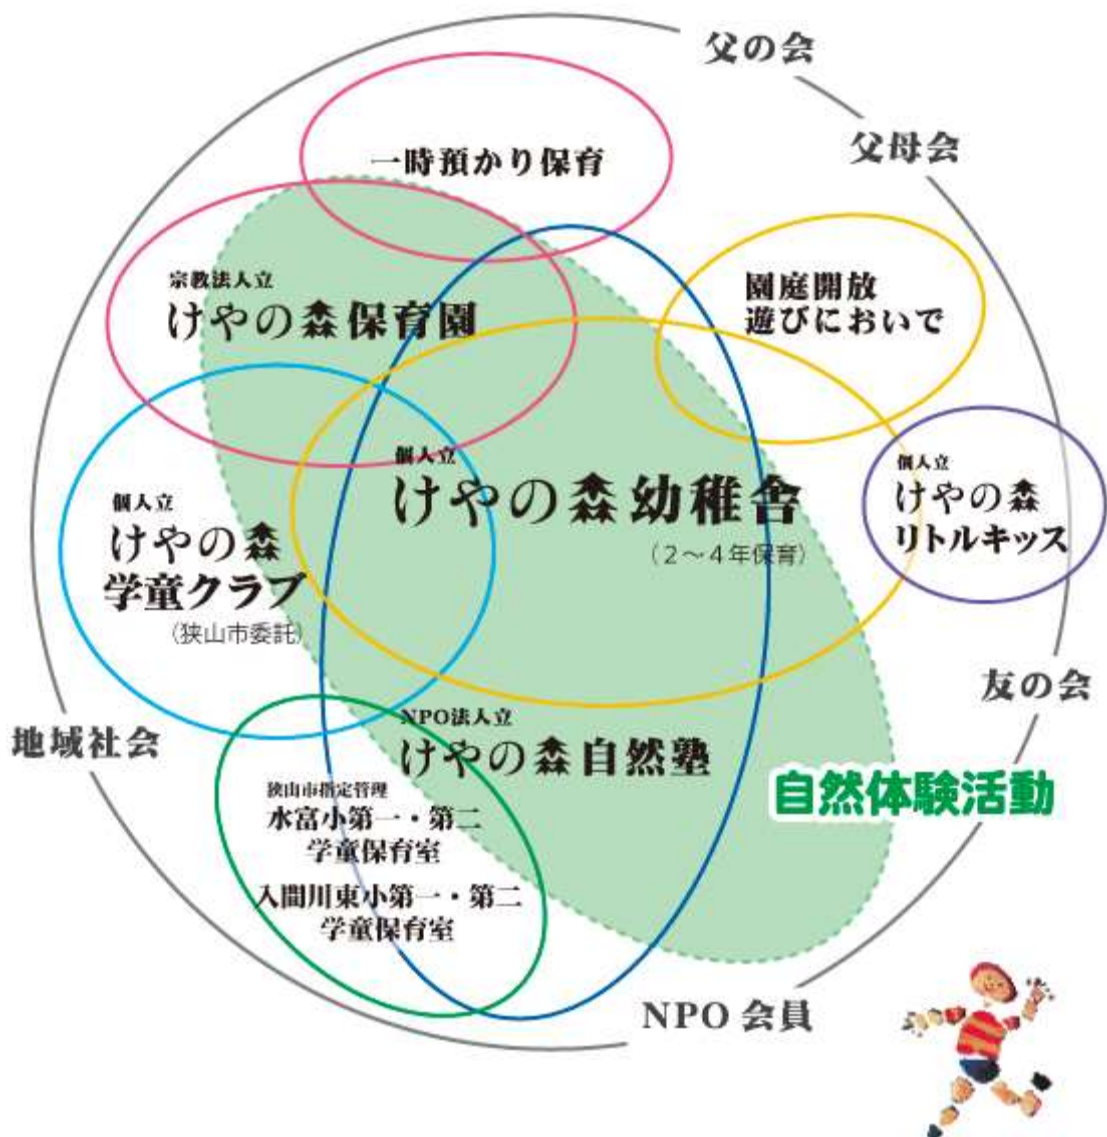 父の会
父母会
一時預かり保育
宗教法人立
けやの森保育園
園庭開放
遊びにおいで
個人立
けやの森幼稚舎
（2～4年保育）
個人立
けやの森
リトルキッズ
個人立
けやの森
学童クラブ
（狭山市委託）
友の会
地域社会
NPO法人立
けやの森自然塾
自然体験活動
狭山市指定管理
水富小第一・第二
学童保育室
入間川東小第一・第二
学童保育室
NPO 会員